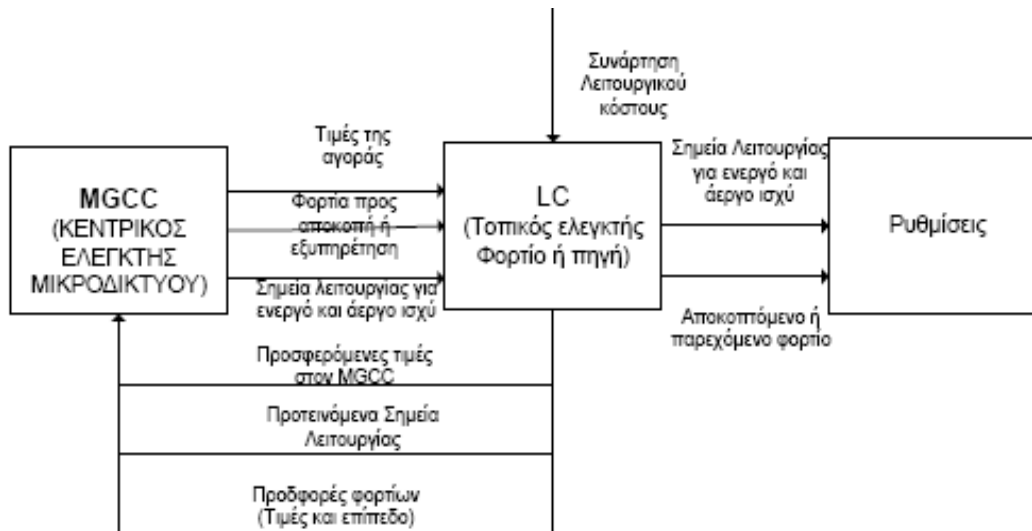 Συνάρτηση
Λειτουργικού
κόστους
Τιμές της
αγοράς
Σημεία Λειτουργίας
για ενεργό και
άεργο ισχύ
MGCC
(ΚΕΝΤΡΙΚΟΣ
ΕΛΕΓΚΤΗΣ
ΜΙΚΡΟΔΙΚΤΥΟΥ)
Φορτία προς
αποκοπή ή
εξυπηρέτηση
LC
(Τοπικός ελεγκτής
Φορτίο ή πηγή)
Ρυθμίσεις
Σημεία λειτουργίας για
ενεργό και άεργο ισχύ
Αποκοπτόμενο ή
παρεχόμενο φορτίο
Προσφερόμενες τιμές
στον MGCC
Προτεινόμενα Σημεία
Λειτουργίας
Προδφορές φορτίων
(Τιμές και επίπεδο)